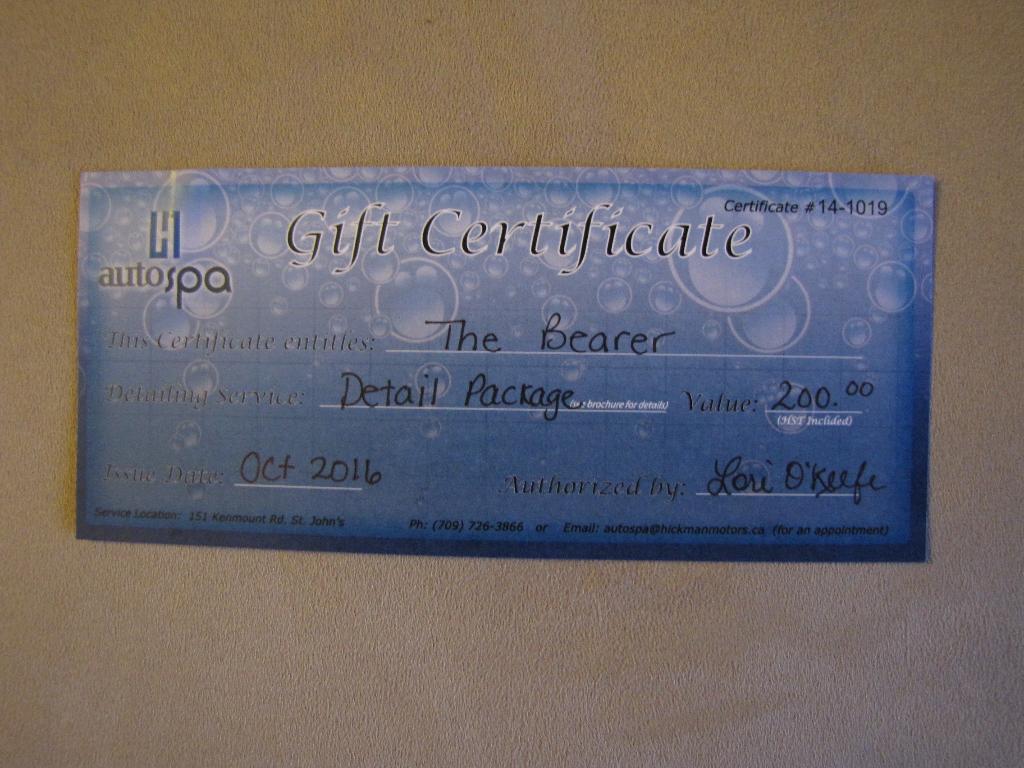 Certificate # 14-1019
Gift Certificate
H
auto spa
This Certificate entitles: The Bearer
Detailing Service: Detail Package (see brochure for details) Value: 200.00
(HST Included)
Issue Date: Oct 2016 Authorized by: Lori O'Keefe
Service Location: 151 Kenmount Rd. St. John's Ph: (709) 726-3866 or Email: autospa@hickmanmotors.ca (for an appointment)